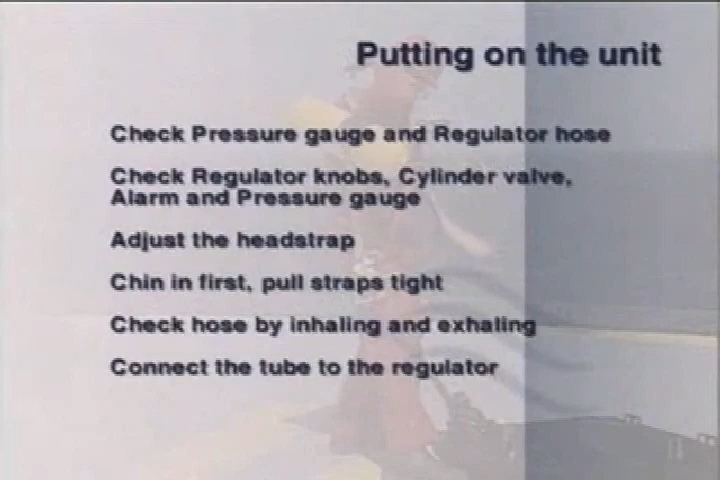 Putting on the unit
Check Pressure gauge and Regulator hose
Check Regulator knobs, Cylinder valve,
Alarm and Pressure gauge
Adjust the headstrap
Chin in first, pull straps tight
Check hose by inhaling and exhaling
Connect the tube to the regulator